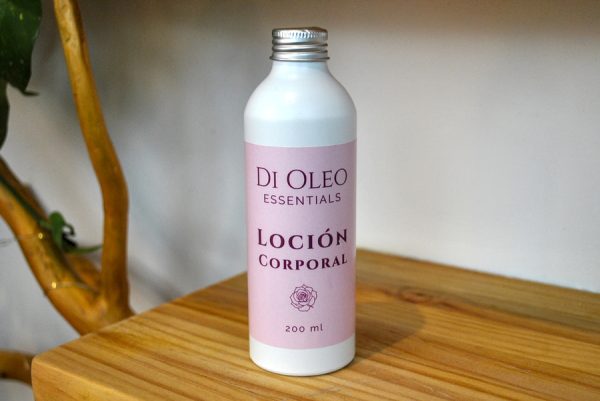 DI OLEO
ESSENTIALS
LOCIÓN
CORPORAL
200 ml